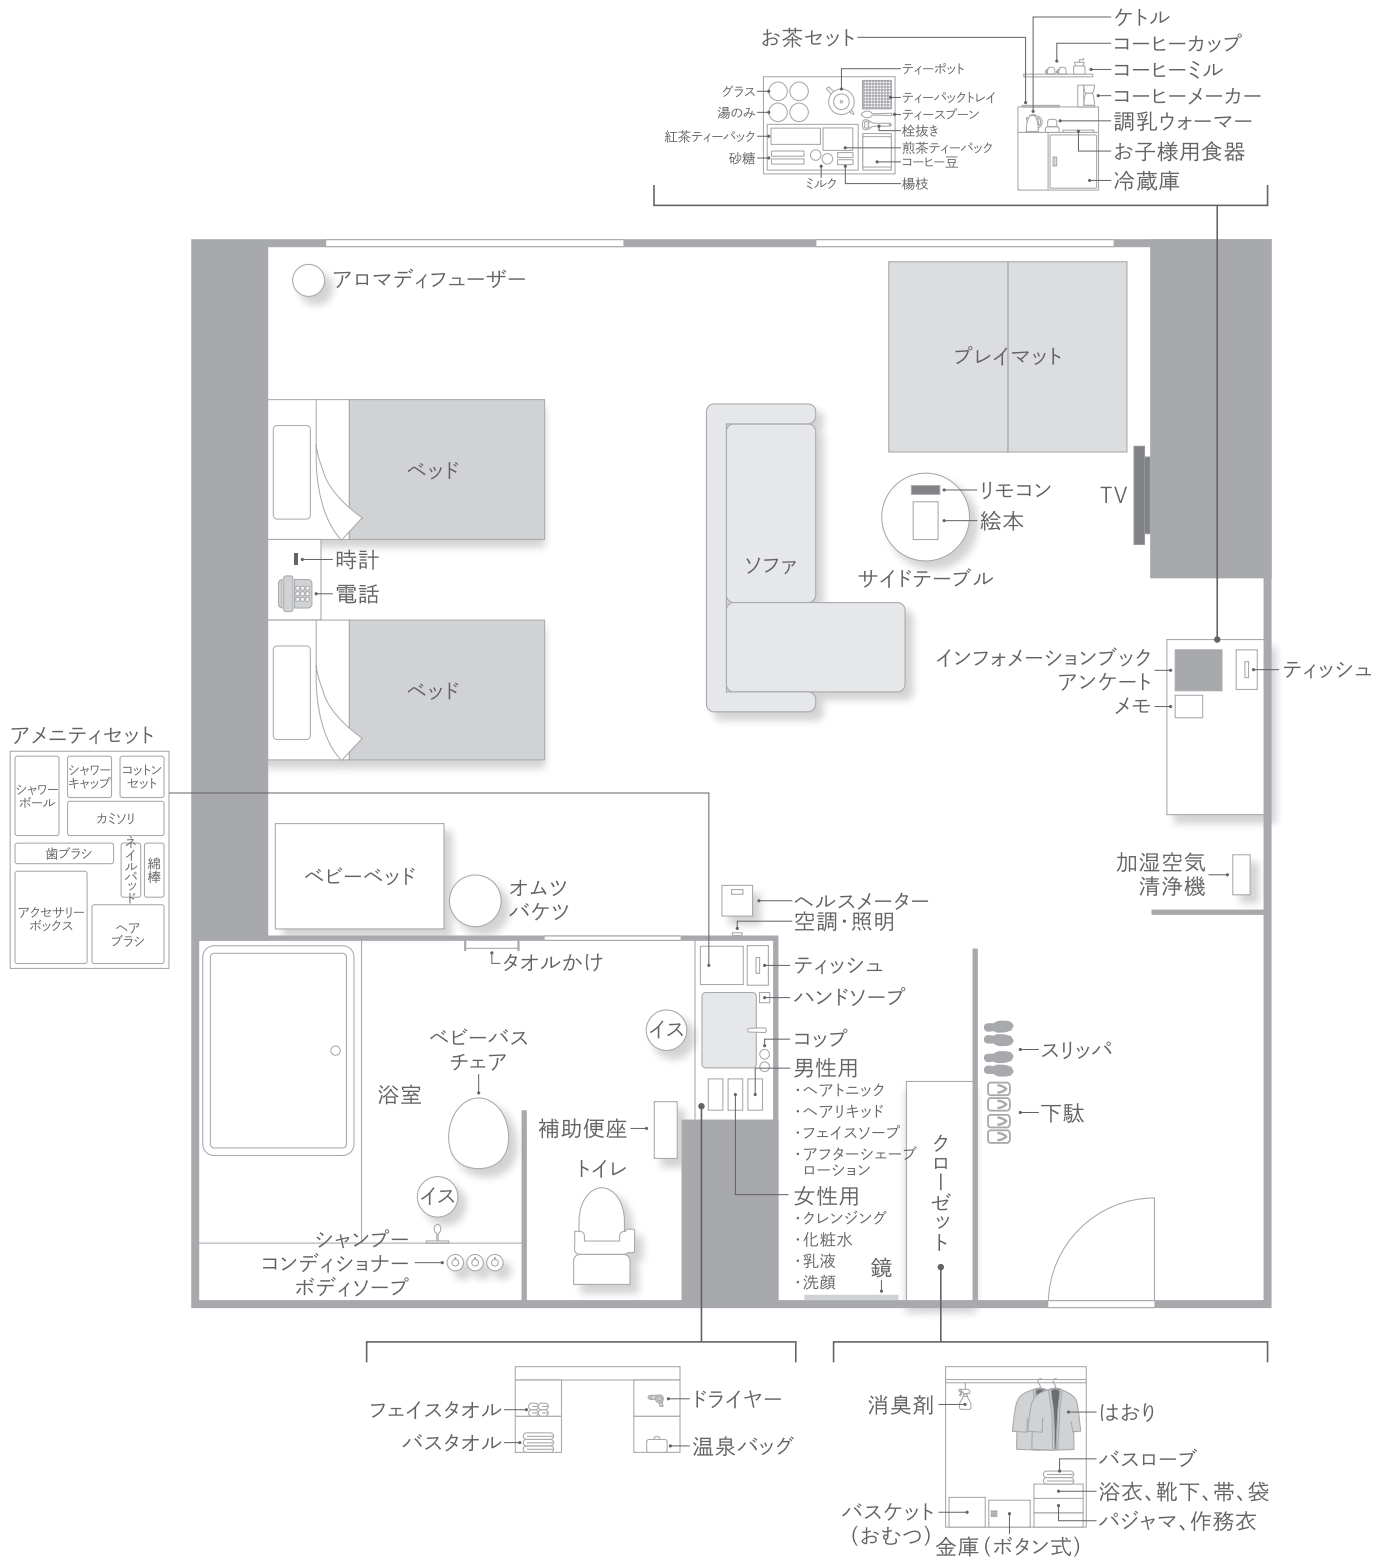 お茶セット
ケトル
コーヒーカップ
コーヒーミル
コーヒーメーカー
調乳ウォーマー
お子様用食器
冷蔵庫
グラス
湯のみ
紅茶ティーバック
砂糖
ミルク
ティーポット
ティーバックトレイ
ティースプーン
栓抜き
煎茶ティーバック
コーヒー豆
楊枝
アロマディフューザー
プレイマット
ベッド
時計
電話
ベッド
ソファ
リモコン
絵本
サイドテーブル
TV
インフォメーションブック
アンケート
メモ
ティッシュ
アメニティセット
シャワー
ボール
シャワー
キャップ
コットン
セット
カミソリ
歯ブラシ
ネイルパッド
綿棒
アクセサリー
ボックス
ヘア
ブラシ
ベビーベッド
オムツ
バケツ
ヘルスメーター
空調・照明
加湿空気
清浄機
タオルかけ
ティッシュ
ハンドソープ
イス
コップ
ベビーバス
チェア
浴室
男性用
・ヘアトニック
・ヘアリキッド
・フェイスソープ
・アフターシェーブ
ローション
女性用
・クレンジング
・化粧水
・乳液
・洗顔
補助便座
トイレ
イス
シャンプー
コンディショナー
ボディソープ
鏡
クローゼット
スリッパ
下駄
フェイスタオル
バスタオル
ドライヤー
温泉バッグ
消臭剤
はおり
バスローブ
浴衣、靴下、帯、袋
パジャマ、作務衣
バスケット
(おむつ)
金庫(ボタン式)